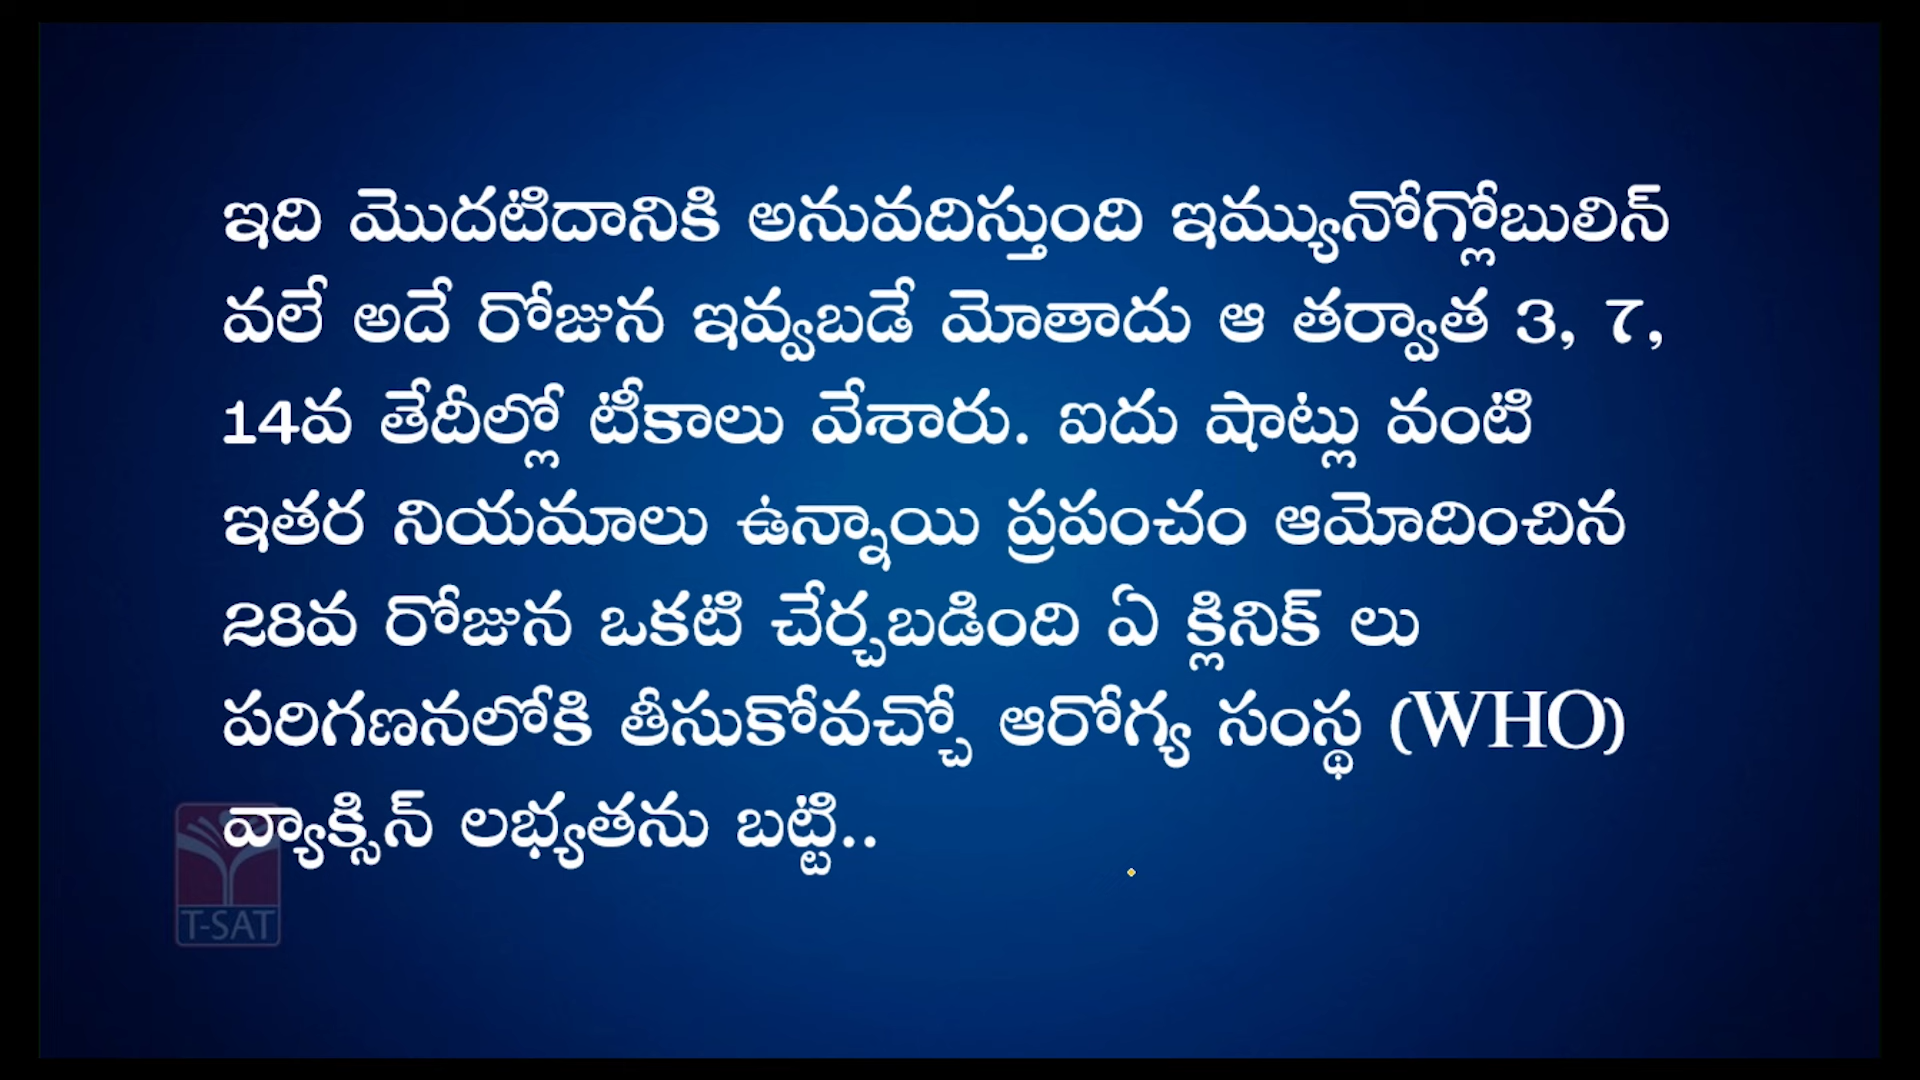 ఇది మొదటిదానికి అనువదిస్తుంది ఇమ్యునోగ్లోబులిన్
వలే అదే రోజున ఇవ్వబడే మోతాదు ఆ తర్వాత 3, 7,
14వ తేదీల్లో టీకాలు వేశారు. ఐదు షాట్లు వంటి
ఇతర నియమాలు ఉన్నాయి ప్రపంచం ఆమోదించిన
28వ రోజున ఒకటి చేర్చబడింది ఏ క్లినిక్ లు
పరిగణనలోకి తీసుకోవచ్చో ఆరోగ్య సంస్థ (WHO)
వ్యాక్సిన్ లభ్యతను బట్టి..
T-SAT